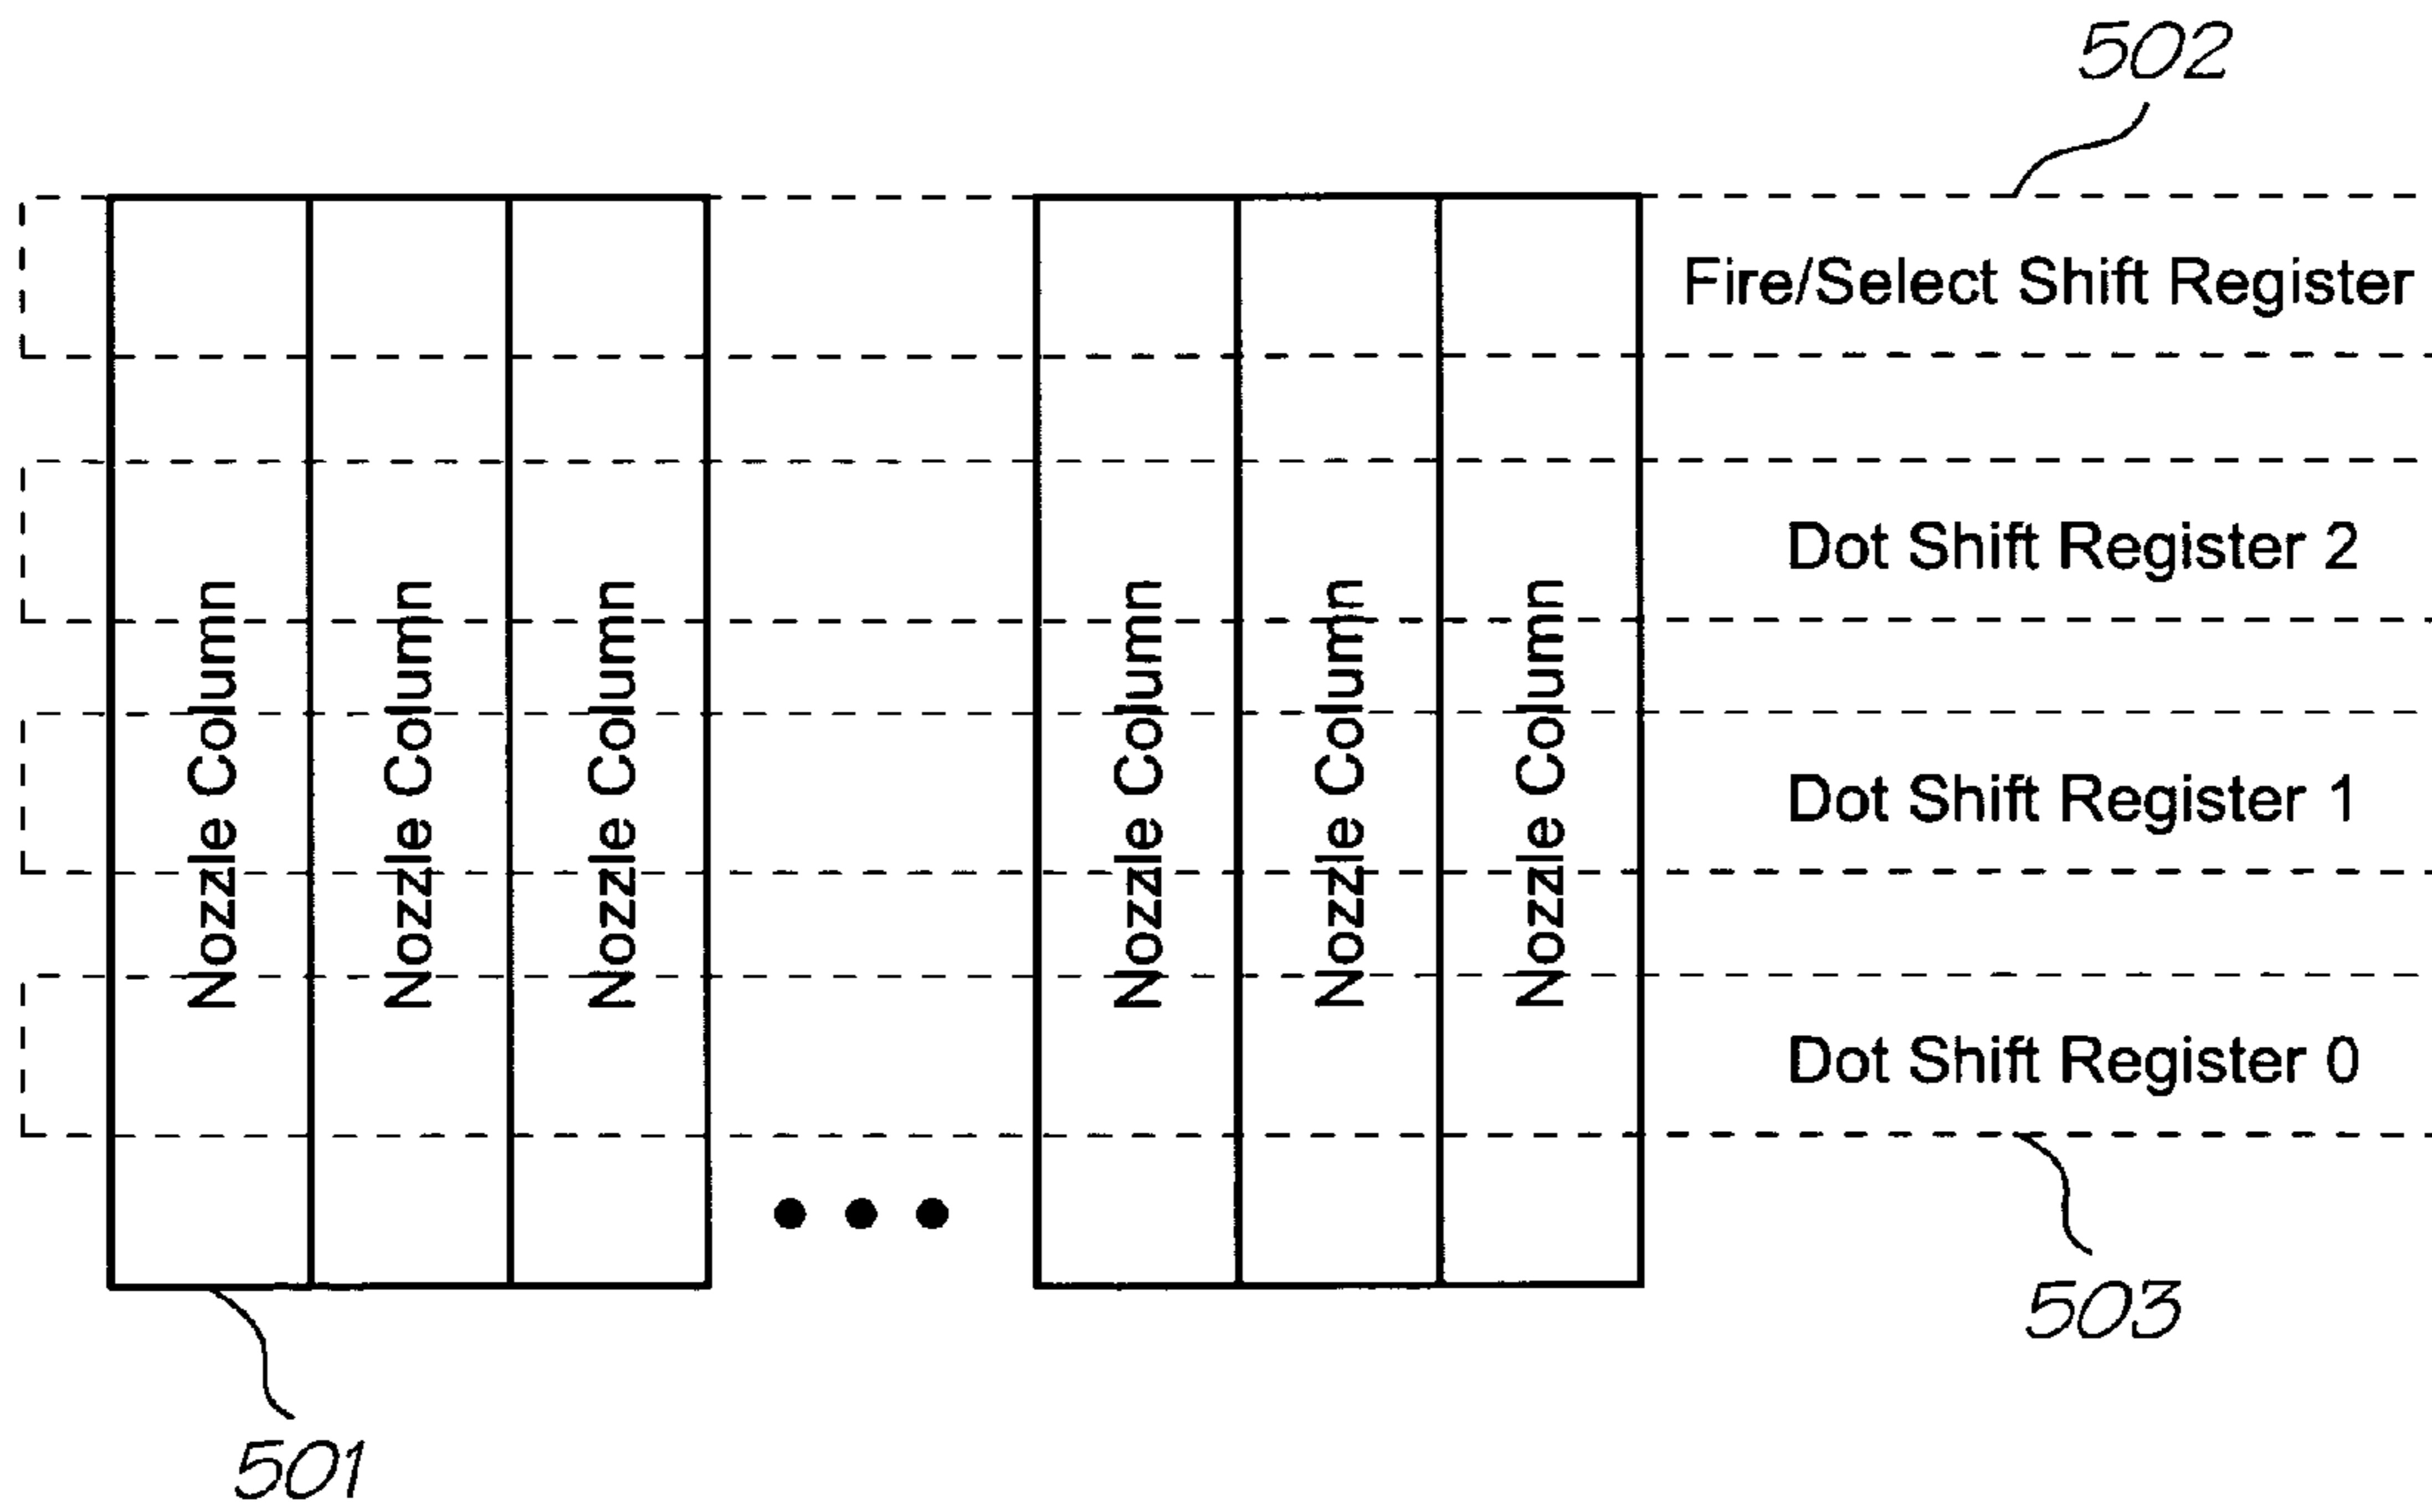 502
Fire/Select Shift Register
Dot Shift Register 2
Nozzle Column
Nozzle Column
Nozzle Column
Nozzle Column
Nozzle Column
Nozzle Column
Dot Shift Register 1
Dot Shift Register 0
503
501